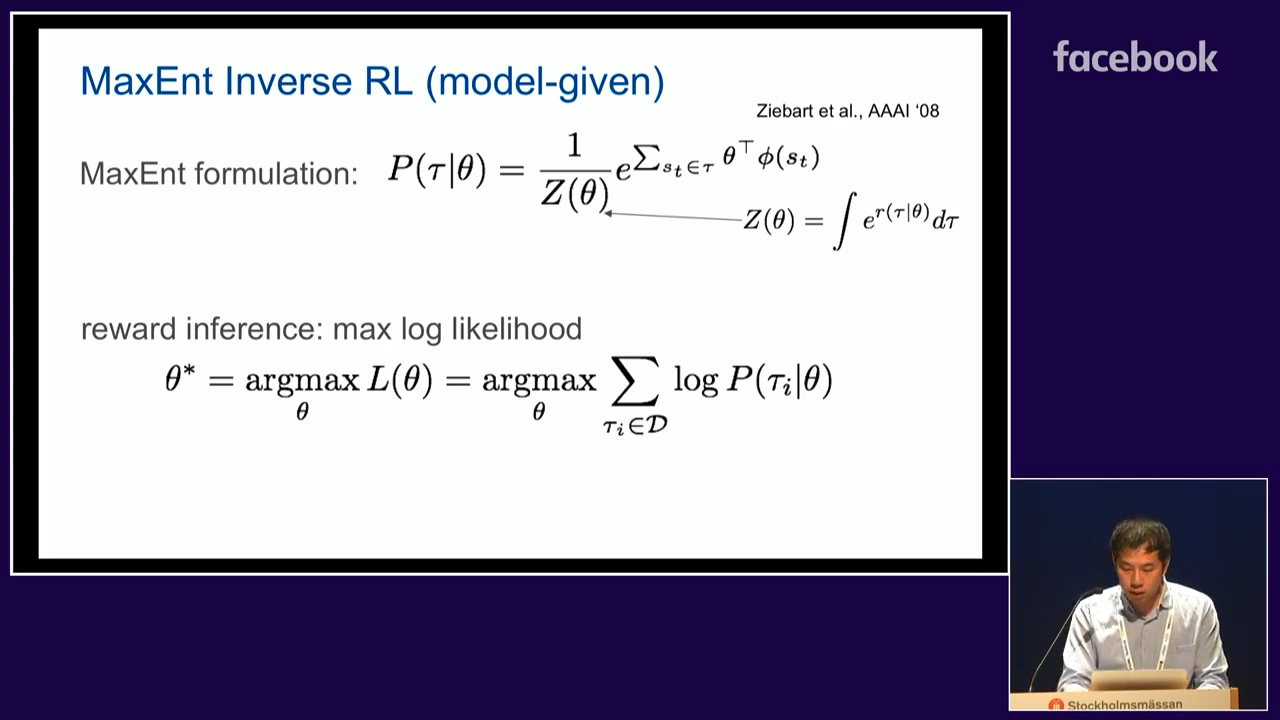 facebook
MaxEnt Inverse RL (model-given)
Ziebart et al., AAAI ‘08
MaxEnt formulation: P(τ|θ) = 1/Z(θ) e^{∑_{s_t∈τ} θ^⊤ϕ(s_t)}
Z(θ) = ∫ e^{r(τ|θ)} dτ
reward inference: max log likelihood
θ* = argmax_θ L(θ) = argmax_θ ∑_{τ_i∈𝒟} log P(τ_i|θ)
Stockholmsmässan